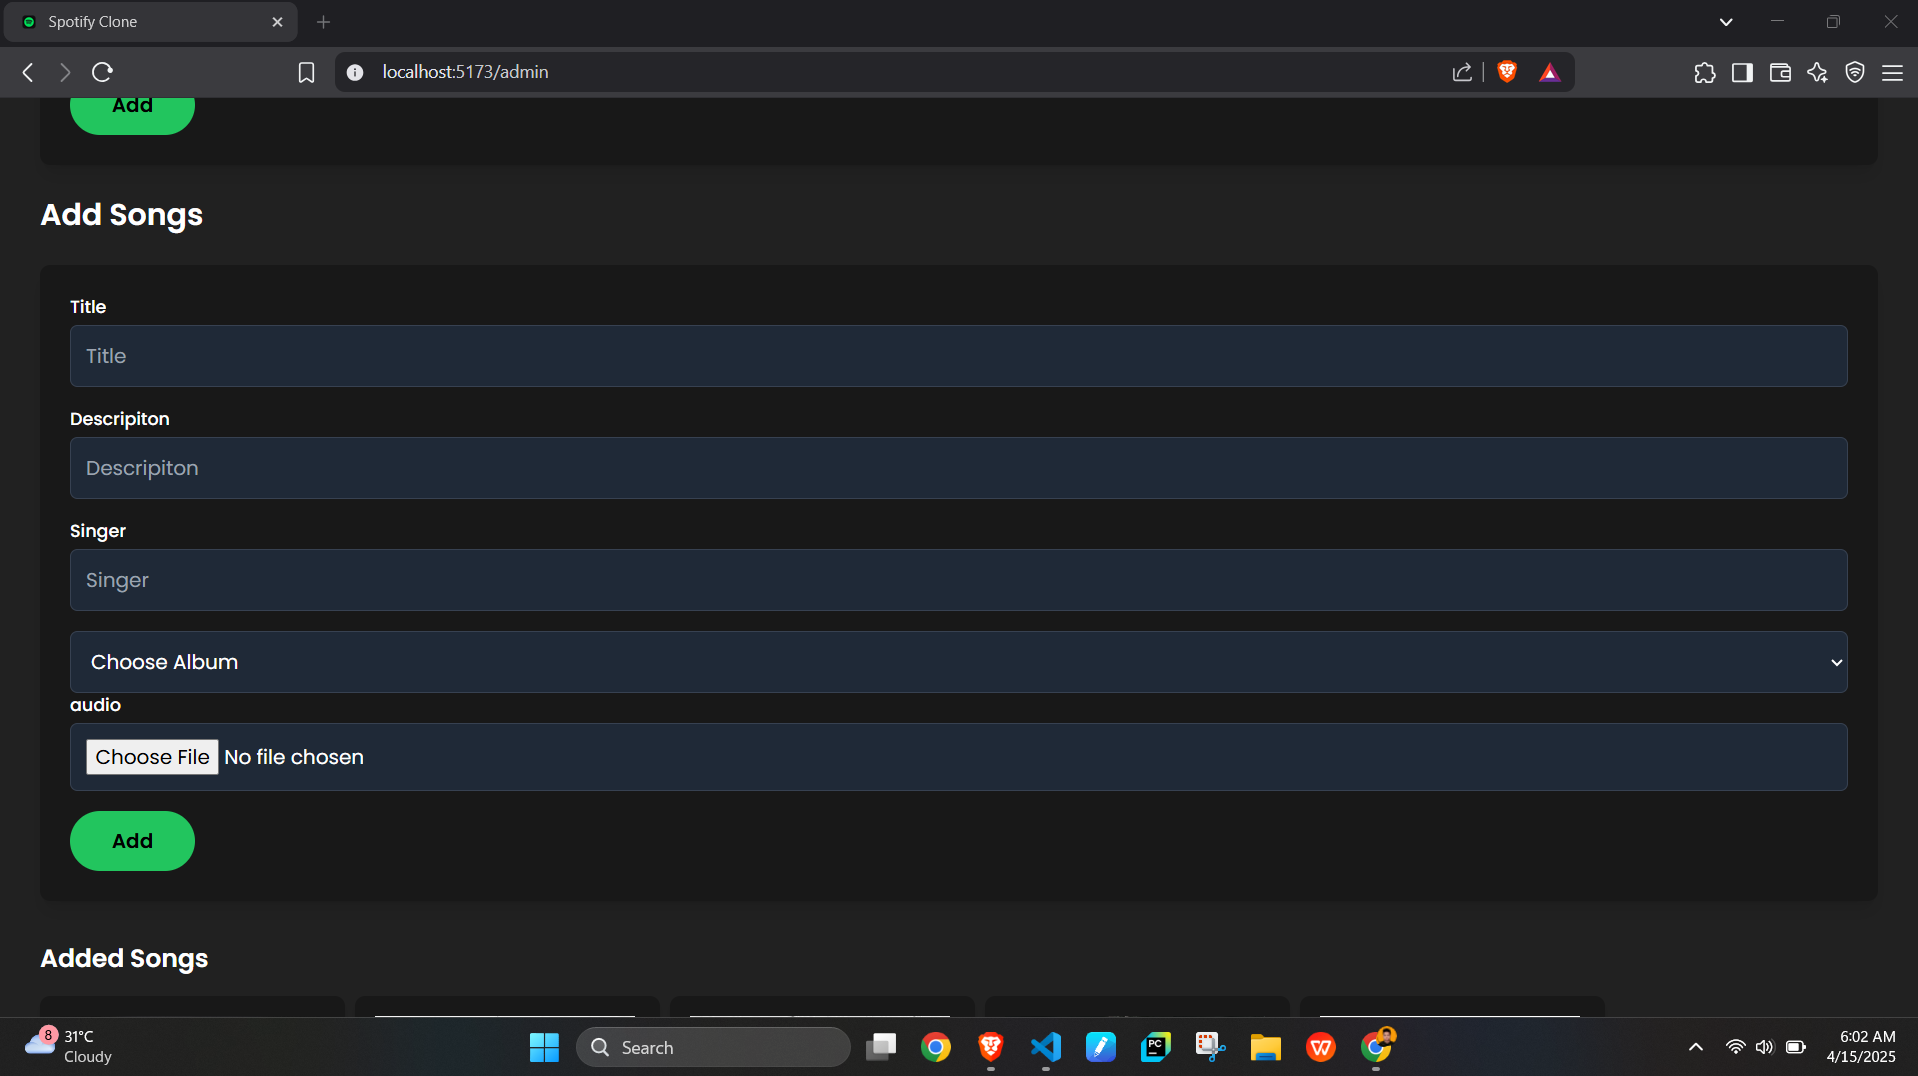 Spotify Clone
localhost:5173/admin
Add
Add Songs
Title
Title
Descripiton
Descripiton
Singer
Singer
Choose Album
audio
Choose File No file chosen
Add
Added Songs
8
31°C
Cloudy
Search
PC
W
6:02 AM
4/15/2025